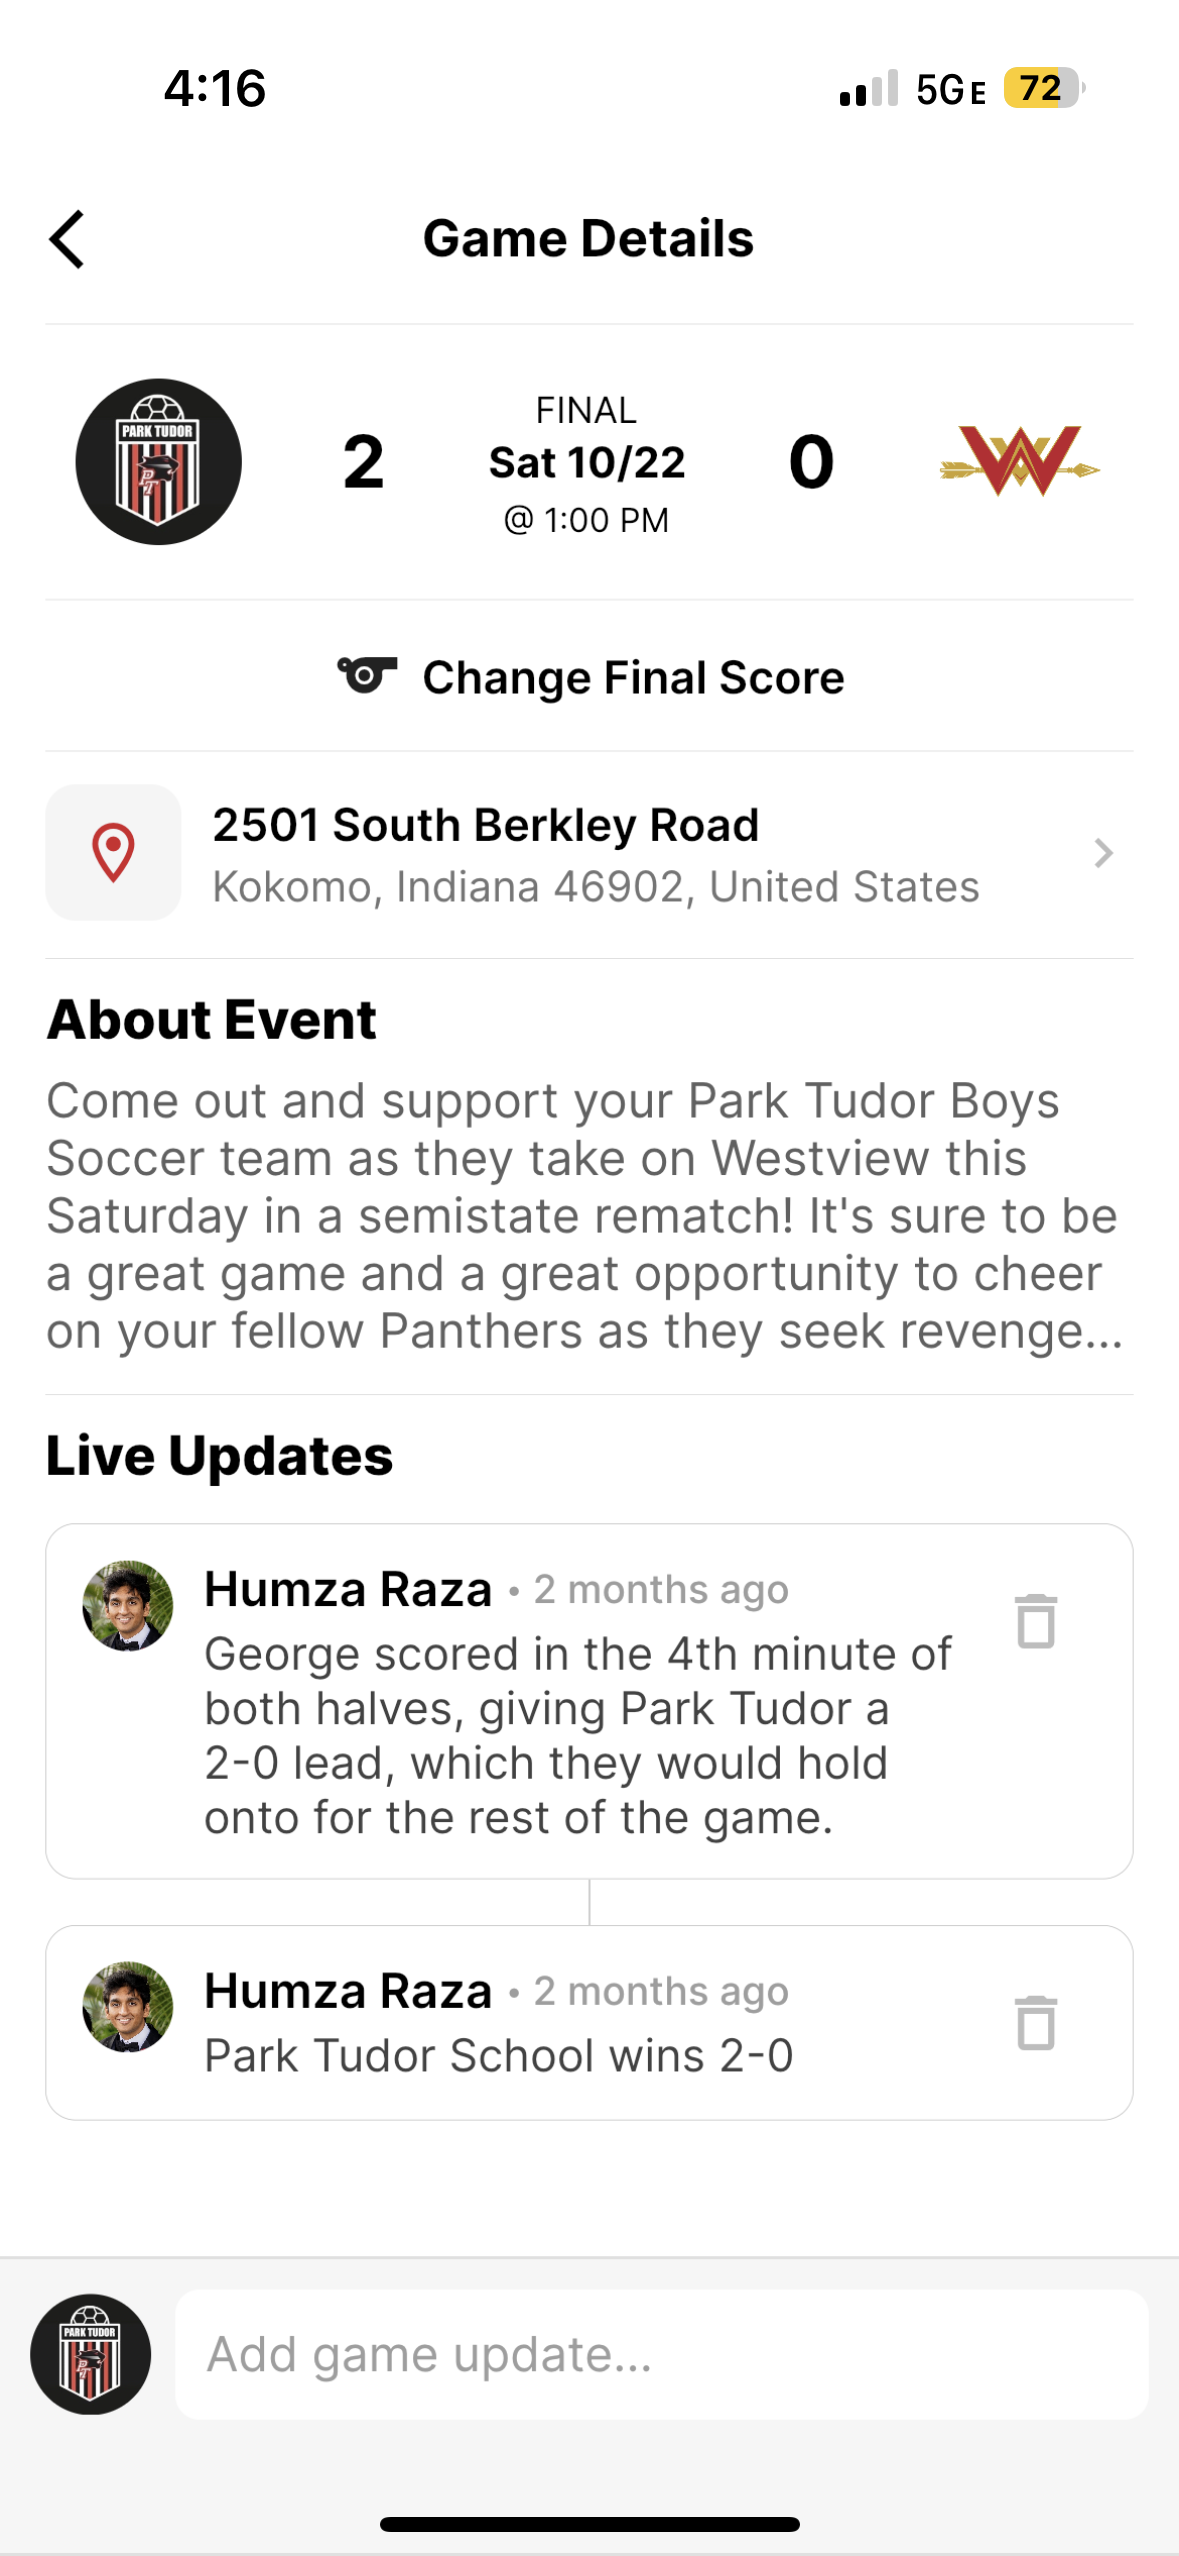 4:16
5GE 72
Game Details
PARK TUDOR
PT
2
FINAL
Sat 10/22
@ 1:00 PM
0
W
Change Final Score
2501 South Berkley Road
Kokomo, Indiana 46902, United States
About Event
Come out and support your Park Tudor Boys
Soccer team as they take on Westview this
Saturday in a semistate rematch! It's sure to be
a great game and a great opportunity to cheer
on your fellow Panthers as they seek revenge...
Live Updates
Humza Raza • 2 months ago
George scored in the 4th minute of
both halves, giving Park Tudor a
2-0 lead, which they would hold
onto for the rest of the game.
Humza Raza • 2 months ago
Park Tudor School wins 2-0
PARK TUDOR
PT
Add game update...